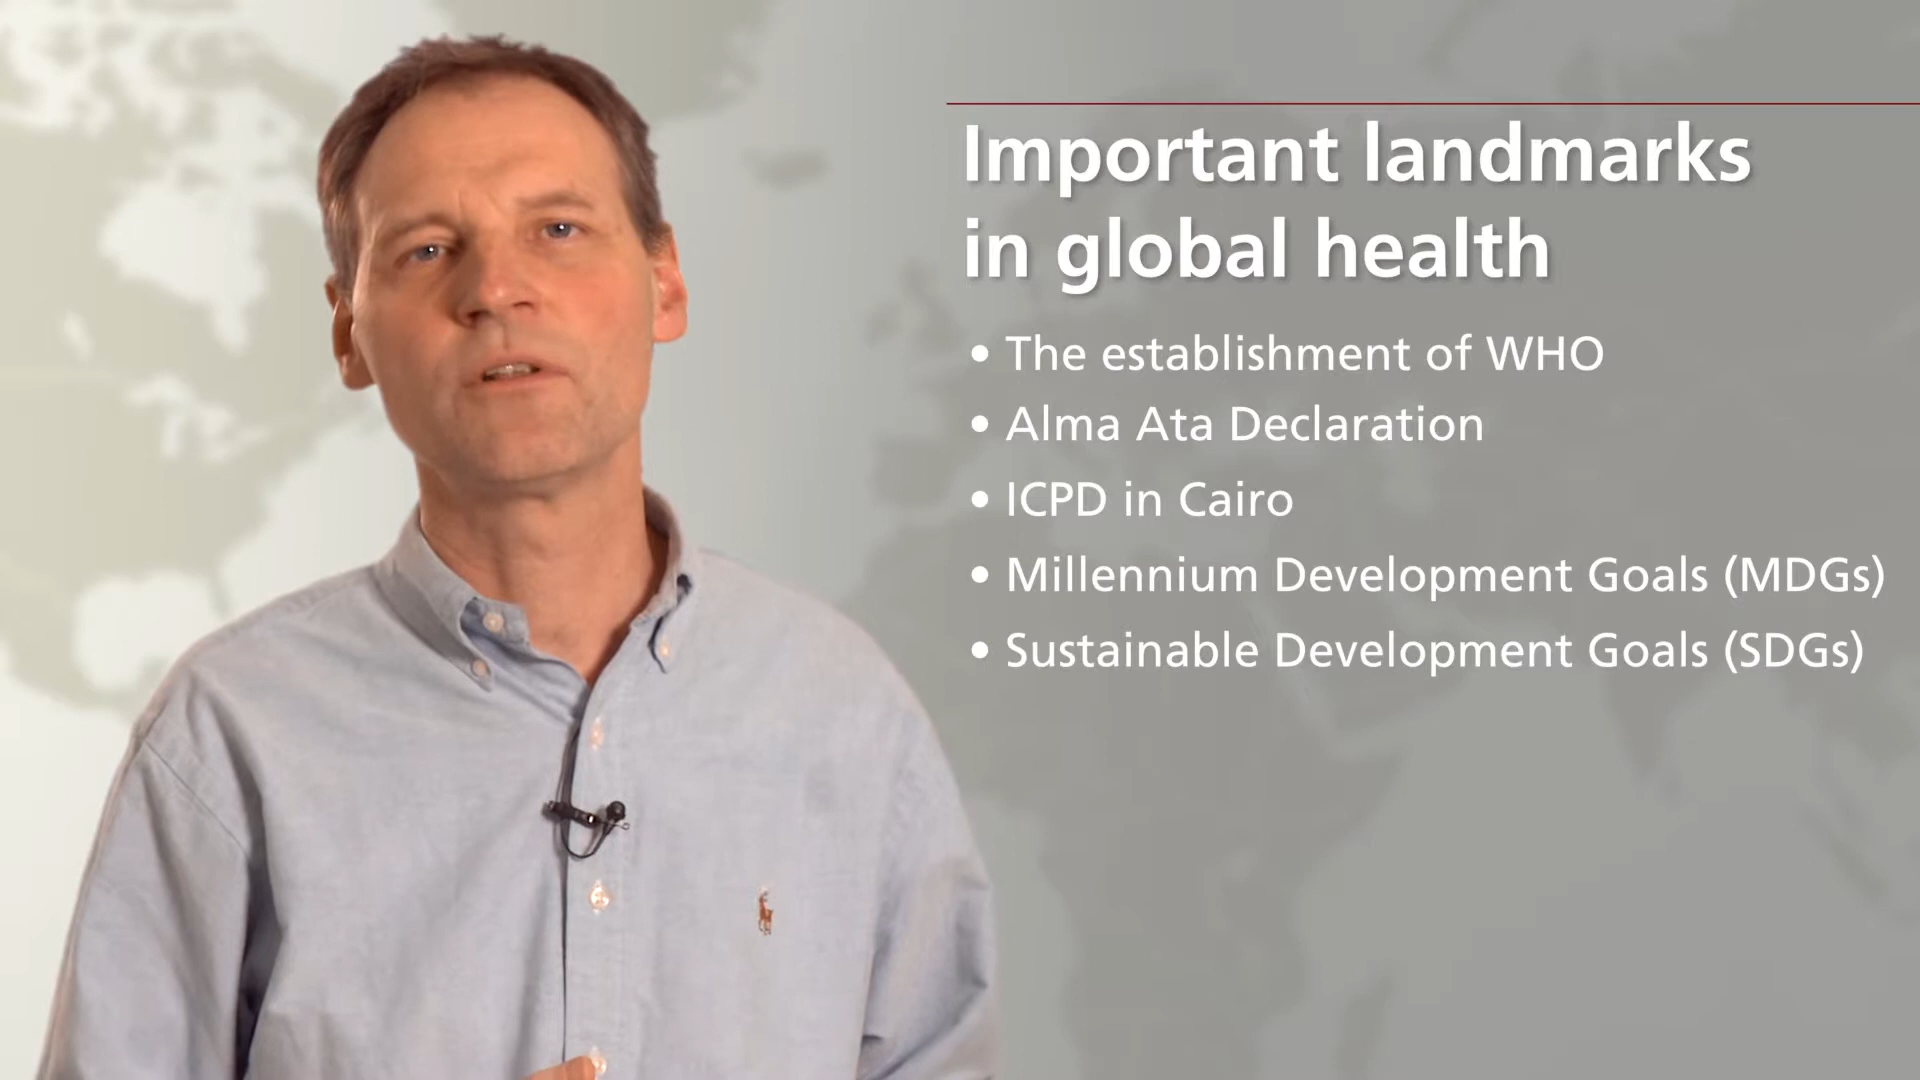 Important landmarks
in global health
• The establishment of WHO
• Alma Ata Declaration
• ICPD in Cairo
• Millennium Development Goals (MDGs)
• Sustainable Development Goals (SDGs)